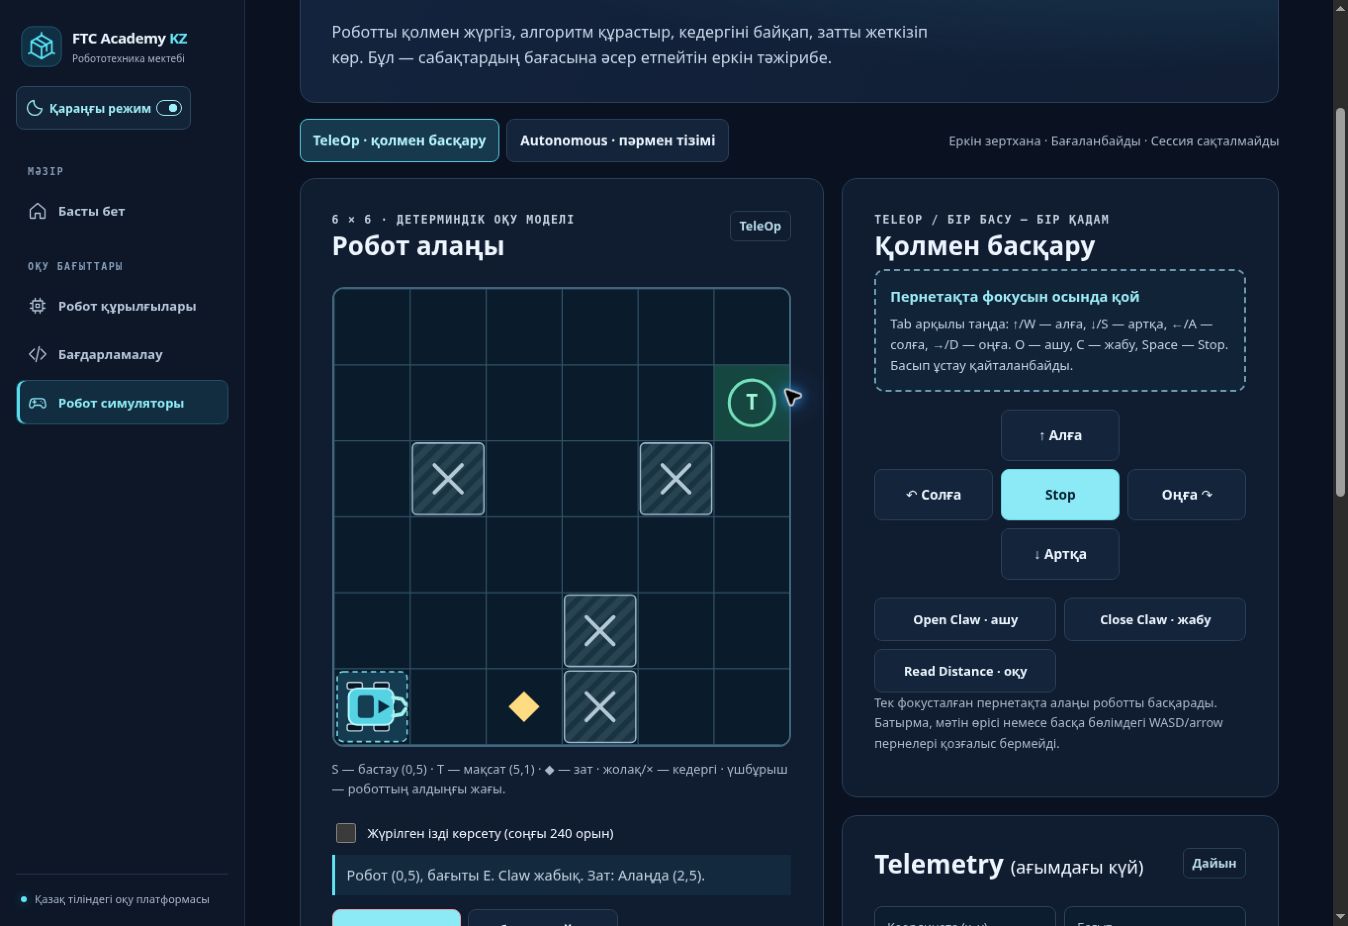 FTC Academy KZ
Робототехника мектебі
Қараңғы режим
МӘЗІР
Басты бет
ОҚУ БАҒЫТТАРЫ
Робот құрылғылары
Бағдарламалау
Робот симуляторы
Қазақ тіліндегі оқу платформасы
Роботты қолмен жүргіз, алгоритм құрастыр, кедергіні байқап, затты жеткізіп
көр. Бұл — сабақтардың бағасына әсер етпейтін еркін тәжірибе.
TeleOp · қолмен басқару
Autonomous · пәрмен тізімі
Еркін зертхана · Бағаланбайды · Сессия сақталмайды
6 × 6 · ДЕТЕРМИНДІК ОҚУ МОДЕЛІ
Робот алаңы
TeleOp
T
S — бастау (0,5) · T — мақсат (5,1) · ◆ — зат · жолақ/× — кедергі · үшбұрыш
— роботтың алдыңғы жағы.
Жүрілген ізді көрсету (соңғы 240 орын)
Робот (0,5), бағыты E. Claw жабық. Зат: Алаңда (2,5).
TELEOP / БІР БАСУ — БІР ҚАДАМ
Қолмен басқару
Пернетақта фокусын осында қой
Tab арқылы таңда: ↑/W — алға, ↓/S — артқа, ←/A —
солға, →/D — оңға. O — ашу, C — жабу, Space — Stop.
Басып ұстау қайталанбайды.
↑ Алға
↶ Солға
Stop
Оңға ↷
↓ Артқа
Open Claw · ашу
Close Claw · жабу
Read Distance · оқу
Тек фокусталған пернетақта алаңы роботты басқарады.
Батырма, мәтін өрісі немесе басқа бөлімдегі WASD/arrow
пернелері қозғалыс бермейді.
Telemetry (ағымдағы күй)
Дайын